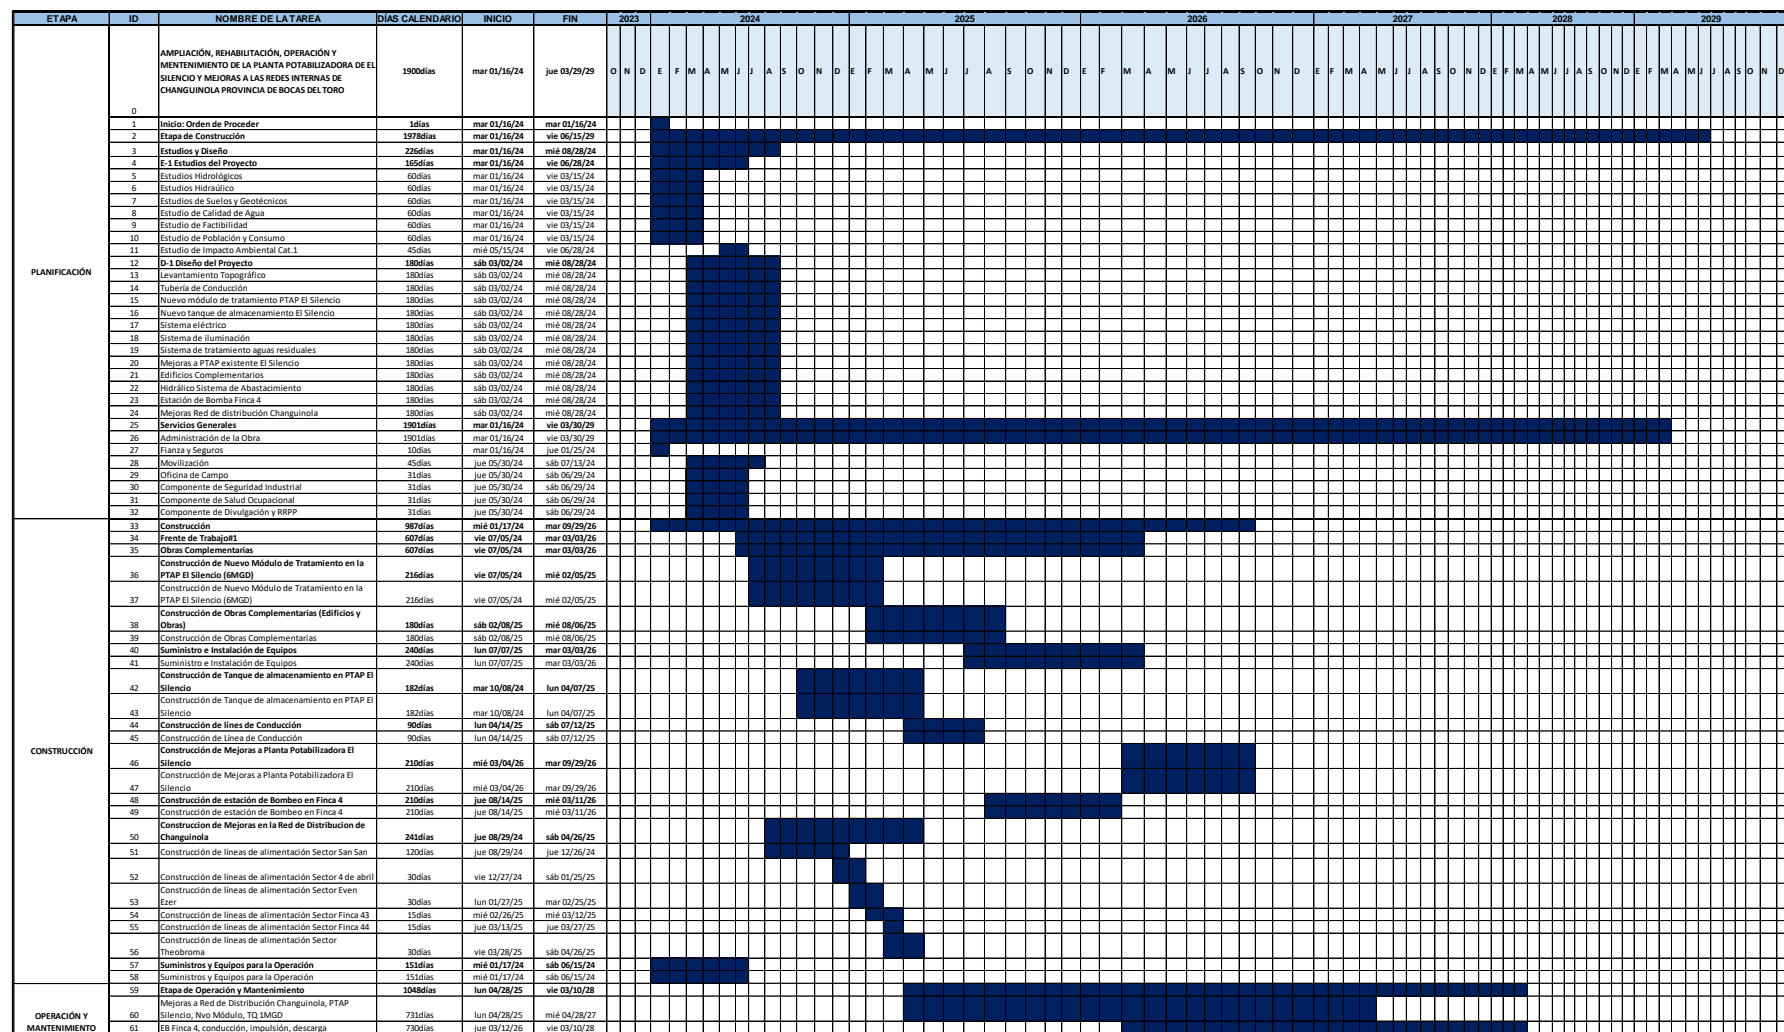 ETAPA ID NOMBRE DE LA TAREA DÍAS CALENDARIO INICIO FIN 2023 2024 2025 2026 2027 2028 2029
AMPLIACIÓN, REHABILITACIÓN, OPERACIÓN Y
MENTENIMIENTO DE LA PLANTA POTABILIZADORA DE EL
SILENCIO Y MEJORAS A LAS REDES INTERNAS DE
CHANGUINOLA PROVINCIA DE BOCAS DEL TORO
0 1900días mar 01/16/24 jue 03/29/29
O N D E F M A M J J A S O N D E F M A M J J A S O N D E F M A M J J A S O N D E F M A M J J A S O N D E F M A M J J A S O N D E F M A M J J A S O N D
1 Inicio: Orden de Proceder 1días mar 01/16/24 mar 01/16/24
2 Etapa de Construcción 1978días mar 01/16/24 vie 06/15/29
3 Estudios y Diseño 226días mar 01/16/24 mié 08/28/24
4 E-1 Estudios del Proyecto 165días mar 01/16/24 vie 06/28/24
5 Estudios Hidrológicos 60días mar 01/16/24 vie 03/15/24
6 Estudios Hidraúlico 60días mar 01/16/24 vie 03/15/24
7 Estudios de Suelos y Geotécnicos 60días mar 01/16/24 vie 03/15/24
8 Estudio de Calidad de Agua 60días mar 01/16/24 vie 03/15/24
9 Estudio de Factibilidad 60días mar 01/16/24 vie 03/15/24
10 Estudio de Población y Consumo 60días mar 01/16/24 vie 03/15/24
11 Estudio de Impacto Ambiental Cat.1 45días mié 05/15/24 vie 06/28/24
PLANIFICACIÓN
12 D-1 Diseño del Proyecto 180días sáb 03/02/24 mié 08/28/24
13 Levantamiento Topográfico 180días sáb 03/02/24 mié 08/28/24
14 Tubería de Conducción 180días sáb 03/02/24 mié 08/28/24
15 Nuevo módulo de tratamiento PTAP El Silencio 180días sáb 03/02/24 mié 08/28/24
16 Nuevo tanque de almacenamiento El Silencio 180días sáb 03/02/24 mié 08/28/24
17 Sistema eléctrico 180días sáb 03/02/24 mié 08/28/24
18 Sistema de iluminación 180días sáb 03/02/24 mié 08/28/24
19 Sistema de tratamiento aguas residuales 180días sáb 03/02/24 mié 08/28/24
20 Mejoras a PTAP existente El Silencio 180días sáb 03/02/24 mié 08/28/24
21 Edificios Complementarios 180días sáb 03/02/24 mié 08/28/24
22 Hidrálico Sistema de Abastacimiento 180días sáb 03/02/24 mié 08/28/24
23 Estación de Bomba Finca 4 180días sáb 03/02/24 mié 08/28/24
24 Mejoras Red de distribución Changuinola 180días sáb 03/02/24 mié 08/28/24
25 Servicios Generales 1901días mar 01/16/24 vie 03/30/29
26 Administración de la Obra 1901días mar 01/16/24 vie 03/30/29
27 Fianza y Seguros 10días mar 01/16/24 jue 01/25/24
28 Movilización 45días jue 05/30/24 sáb 07/13/24
29 Oficina de Campo 31días jue 05/30/24 sáb 06/29/24
30 Componente de Seguridad Industrial 31días jue 05/30/24 sáb 06/29/24
31 Componente de Salud Ocupacional 31días jue 05/30/24 sáb 06/29/24
32 Componente de Divulgación y RRPP 31días jue 05/30/24 sáb 06/29/24
33 Construcción 987días mié 01/17/24 mar 09/29/26
34 Frente de Trabajo#1 607días vie 07/05/24 mar 03/03/26
35 Obras Complementarias 607días vie 07/05/24 mar 03/03/26
Construcción de Nuevo Módulo de Tratamiento en la
36 PTAP El Silencio (6MGD) 216días vie 07/05/24 mié 02/05/25
Construcción de Nuevo Módulo de Tratamiento en la
37 PTAP El Silencio (6MGD) 216días vie 07/05/24 mié 02/05/25
Construcción de Obras Complementarias (Edificios y
38 Obras) 180días sáb 02/08/25 mié 08/06/25
39 Construcción de Obras Complementarias 180días sáb 02/08/25 mié 08/06/25
40 Suministro e Instalación de Equipos 240días lun 07/07/25 mar 03/03/26
41 Suministro e Instalación de Equipos 240días lun 07/07/25 mar 03/03/26
Construcción de Tanque de almacenamiento en PTAP El
42 Silencio 182días mar 10/08/24 lun 04/07/25
Construcción de Tanque de almacenamiento en PTAP El
43 Silencio 182días mar 10/08/24 lun 04/07/25
44 Construcción de línes de Conducción 90días lun 04/14/25 sáb 07/12/25
45 Construcción de Línea de Conducción 90días lun 04/14/25 sáb 07/12/25
CONSTRUCCIÓN
Construcción de Mejoras a Planta Potabilizadora El
46 Silencio 210días mié 03/04/26 mar 09/29/26
Construcción de Mejoras a Planta Potabilizadora El
47 Silencio 210días mié 03/04/26 mar 09/29/26
48 Construcción de estación de Bombeo en Finca 4 210días jue 08/14/25 mié 03/11/26
49 Construcción de estación de Bombeo en Finca 4 210días jue 08/14/25 mié 03/11/26
Construccion de Mejoras en la Red de Distribucion de
50 Changuinola 241días jue 08/29/24 sáb 04/26/25
51 Construcción de líneas de alimentación Sector San San 120días jue 08/29/24 jue 12/26/24
52 Construcción de líneas de alimentación Sector 4 de abril 30días vie 12/27/24 sáb 01/25/25
Construcción de líneas de alimentación Sector Even
53 Ezer 30días lun 01/27/25 mar 02/25/25
54 Construcción de líneas de alimentación Sector Finca 43 15días mié 02/26/25 mié 03/12/25
55 Construcción de líneas de alimentación Sector Finca 44 15días jue 03/13/25 jue 03/27/25
Construcción de líneas de alimentación Sector
56 Theobroma 30días vie 03/28/25 sáb 04/26/25
57 Suministros y Equipos para la Operación 151días mié 01/17/24 sáb 06/15/24
58 Suministros y Equipos para la Operación 151días mié 01/17/24 sáb 06/15/24
59 Etapa de Operación y Mantenimiento 1048días lun 04/28/25 vie 03/10/28
Mejoras a Red de Distribución Changuinola, PTAP
60 Silencio, Nvo Módulo, TQ 1MGD 731días lun 04/28/25 mié 04/28/27
OPERACIÓN Y
MANTENIMIENTO
61 EB Finca 4, conducción, impulsión, descarga 730días jue 03/12/26 vie 03/10/28